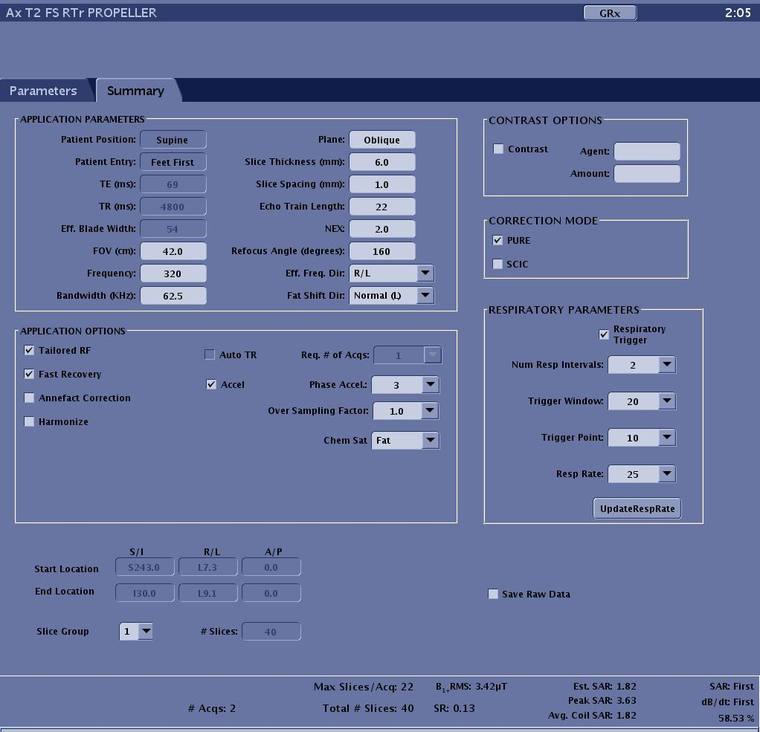 Ax T2 FS RTr PROPELLER GRx 2:05
Parameters Summary
APPLICATION PARAMETERS
Patient Position: Supine Plane: Oblique
Patient Entry: Feet First Slice Thickness (mm): 6.0
TE (ms): 69 Slice Spacing (mm): 1.0
TR (ms): 4800 Echo Train Length: 22
Eff. Blade Width: 54 NEX: 2.0
FOV (cm): 42.0 Refocus Angle (degrees): 160
Frequency: 320 Eff. Freq. Dir: R/L
Bandwidth (KHz): 62.5 Fat Shift Dir: Normal (L)
CONTRAST OPTIONS
Contrast Agent:
Amount:
CORRECTION MODE
PURE
SCIC
APPLICATION OPTIONS
Tailored RF Auto TR Req. # of Acqs: 1
Fast Recovery Accel Phase Accel.: 3
Annefact Correction Over Sampling Factor: 1.0
Harmonize
Chem Sat Fat
RESPIRATORY PARAMETERS
Respiratory
Trigger
Num Resp Intervals: 2
Trigger Window: 20
Trigger Point: 10
Resp Rate: 25
UpdateRespRate
S/I R/L A/P
Start Location S243.0 L7.3 0.0
End Location I30.0 L9.1 0.0
Save Raw Data
Slice Group 1 # Slices: 40
Max Slices/Acq: 22 B1+RMS: 3.42µT Est. SAR: 1.82 SAR: First
# Acqs: 2 Total # Slices: 40 SR: 0.13 Peak SAR: 3.63 dB/dt: First
Avg. Coil SAR: 1.82 58.53 %